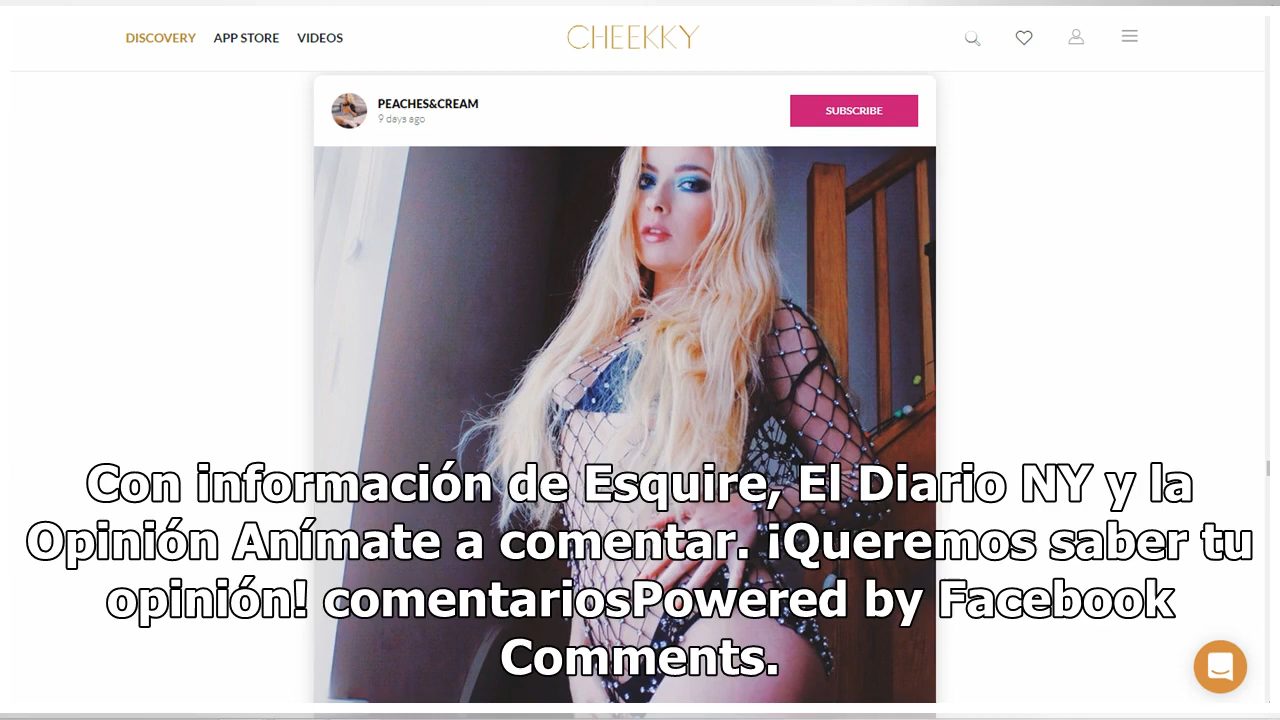 DISCOVERY APP STORE VIDEOS CHEEKKY
PEACHES&CREAM
9 days ago
SUBSCRIBE
Con información de Esquire, El Diario NY y la
Opinión Anímate a comentar. ¡Queremos saber tu
opinión! comentariosPowered by Facebook
Comments.